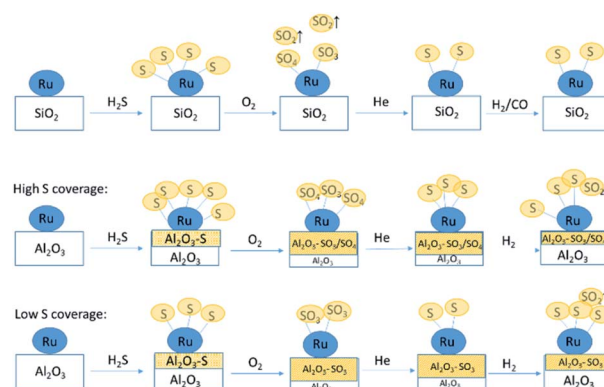 SO₂↑ SO₂↑
S S S S SO₄ SO₃ S S S S
Ru Ru Ru Ru Ru
H₂S O₂ He H₂/CO
SiO₂ SiO₂ SiO₂ SiO₂ SiO₂
High S coverage:
S S S S S SO₄ SO₃ SO₄ S S S S S S SO₂
Ru Ru Ru Ru Ru
H₂S O₂ He H₂
Al₂O₃ Al₂O₃-S Al₂O₃-SO₃/SO₄ Al₂O₃-SO₃/SO₄
Al₂O₃ Al₂O₃ Al₂O₃ Al₂O₃
Low S coverage:
S S S SO₃ SO₃ S S S S S SO₂↑
Ru Ru Ru Ru Ru
H₂S O₂ He H₂
Al₂O₃ Al₂O₃-S Al₂O₃-SO₃ Al₂O₃-SO₃ Al₂O₃-SO₃
Al₂O₃